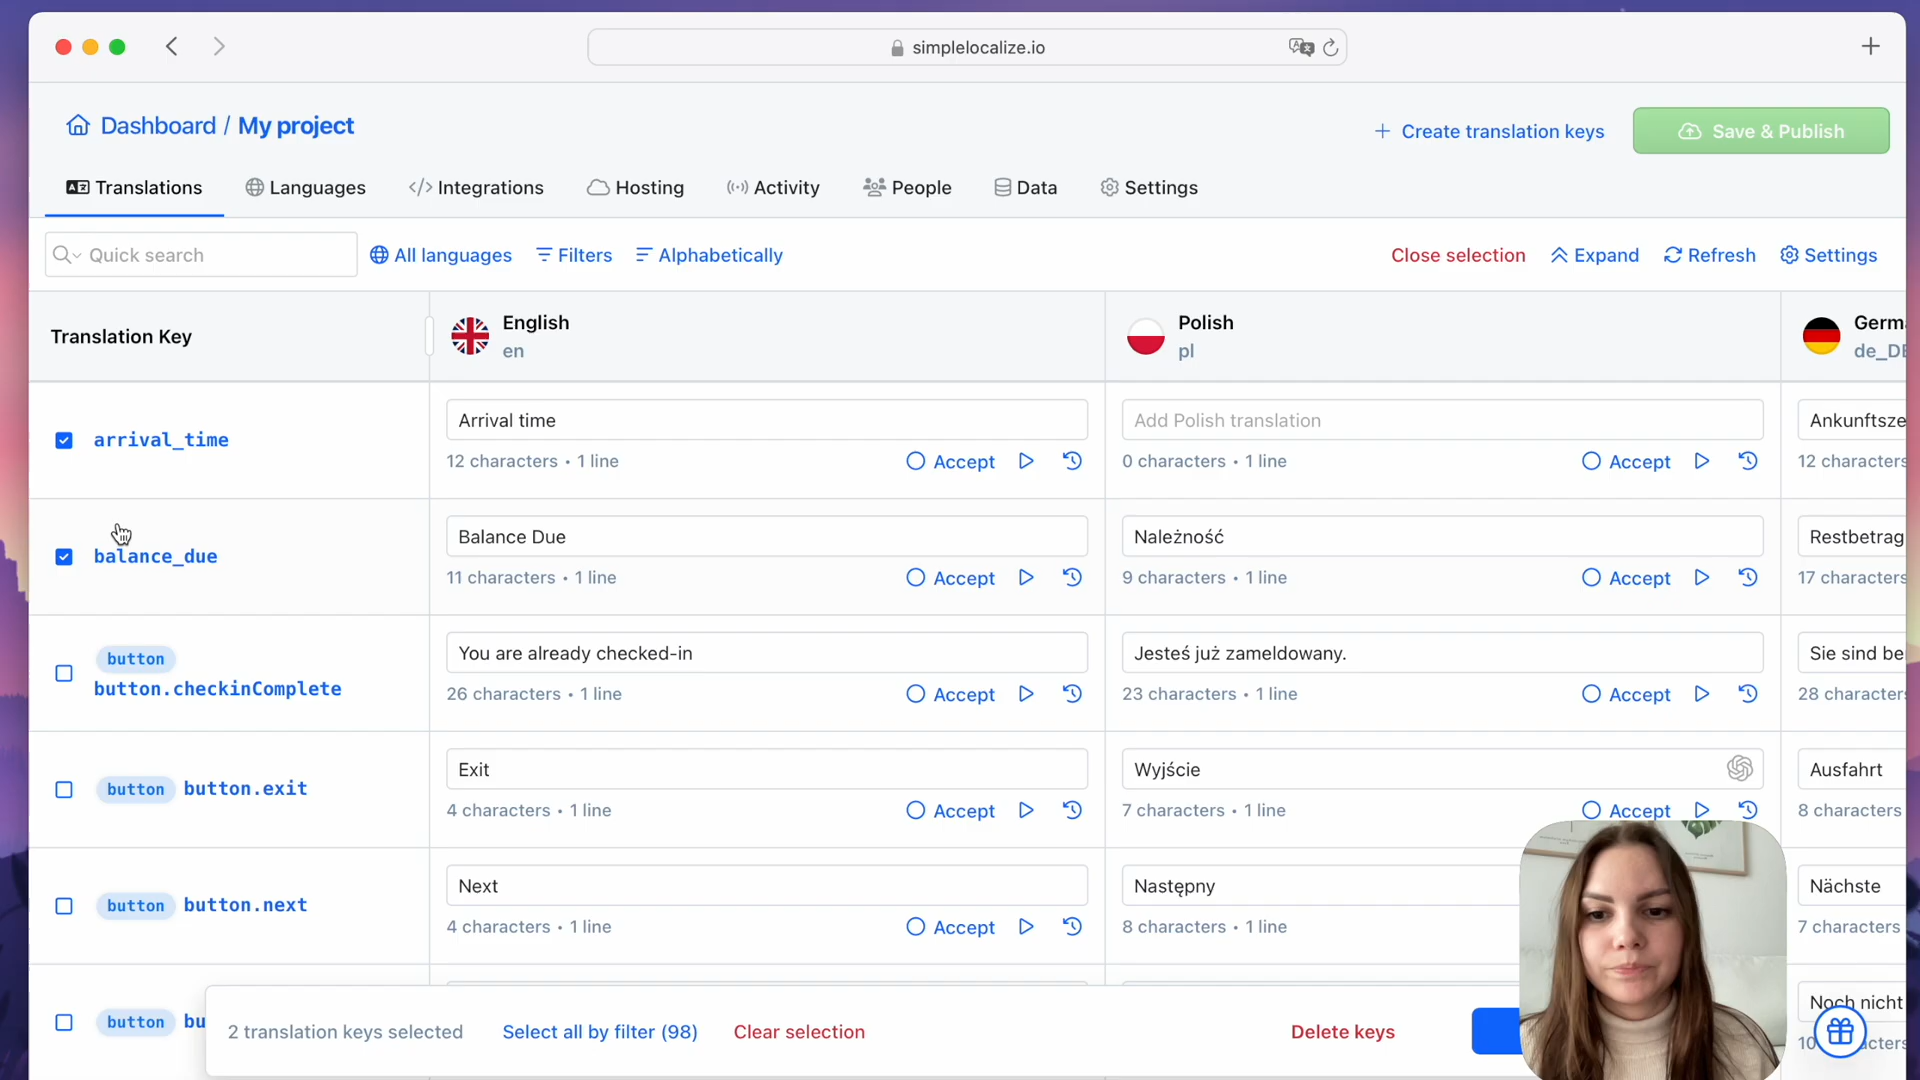 simplelocalize.io
Dashboard / My project
Create translation keys
Save & Publish
Translations
Languages
Integrations
Hosting
Activity
People
Data
Settings
Quick search
All languages
Filters
Alphabetically
Close selection
Expand
Refresh
Settings
Translation Key
English
en
Polish
pl
Germa
de_DE
arrival_time
Arrival time
12 characters • 1 line
Accept
Add Polish translation
0 characters • 1 line
Accept
Ankunftsze
12 characters
balance_due
Balance Due
11 characters • 1 line
Accept
Należność
9 characters • 1 line
Accept
Restbetrag
17 characters
button
button.checkinComplete
You are already checked-in
26 characters • 1 line
Accept
Jesteś już zameldowany.
23 characters • 1 line
Accept
Sie sind be
28 characters
button button.exit
Exit
4 characters • 1 line
Accept
Wyjście
7 characters • 1 line
Accept
Ausfahrt
8 characters
button button.next
Next
4 characters • 1 line
Accept
Następny
8 characters • 1 line
Nächste
7 characters
button bu
Noch nicht
2 translation keys selected
Select all by filter (98)
Clear selection
Delete keys